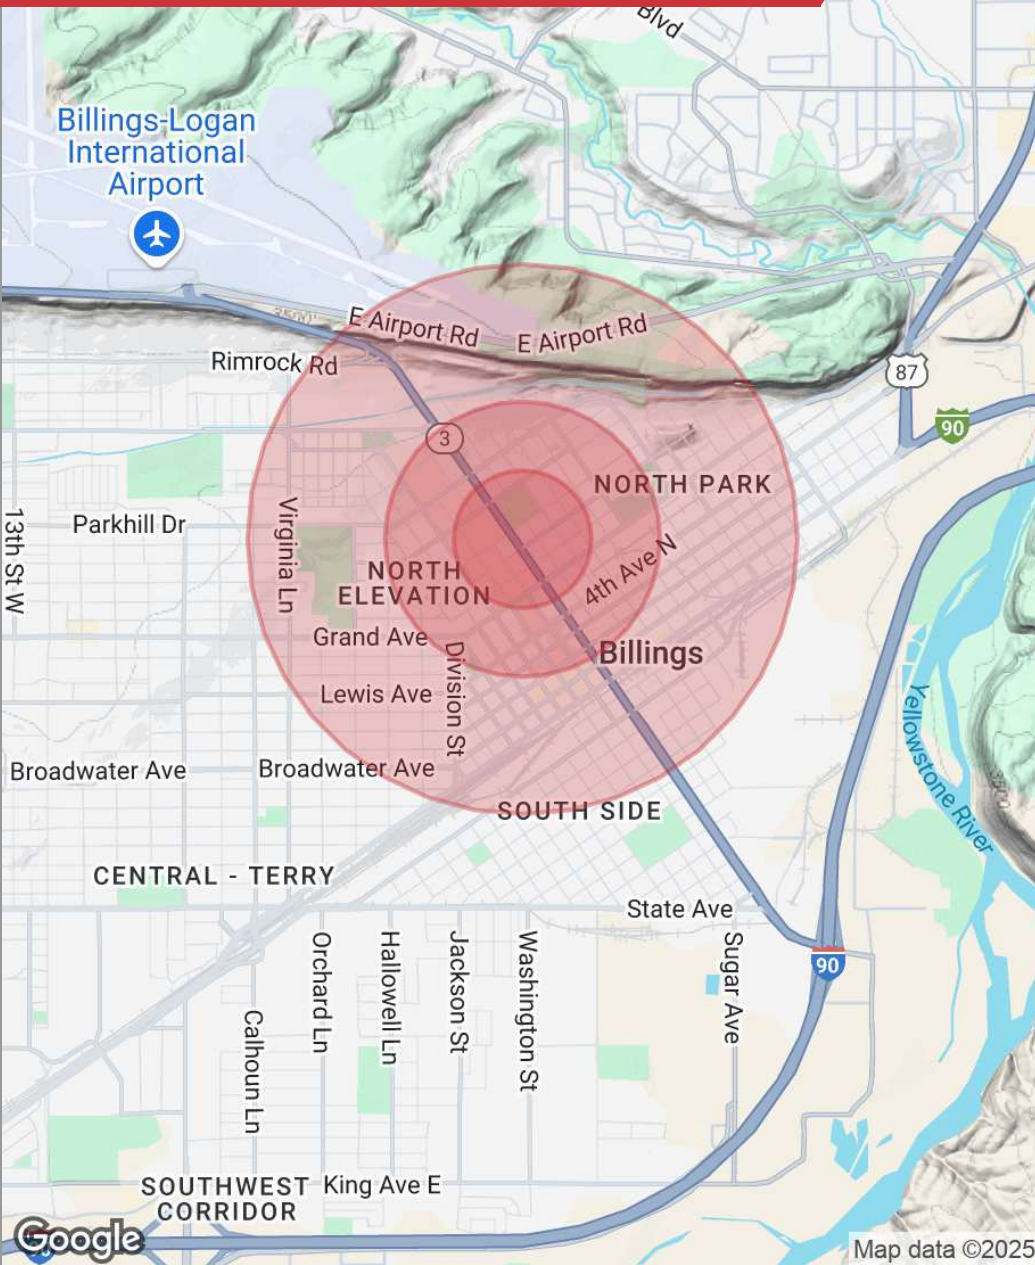 Blvd
Billings-Logan
International
Airport
3500'
E Airport Rd
E Airport Rd
Rimrock Rd
87
90
3
NORTH PARK
13th St W
Parkhill Dr
Virginia Ln
4th Ave N
NORTH
ELEVATION
Grand Ave
Division St
Billings
Lewis Ave
Yellowstone River
Broadwater Ave
Broadwater Ave
3500
SOUTH SIDE
CENTRAL - TERRY
State Ave
Orchard Ln
Hallowell Ln
Jackson St
Washington St
Sugar Ave
90
Calhoun Ln
SOUTHWEST
CORRIDOR
King Ave E
Google
Map data ©2025